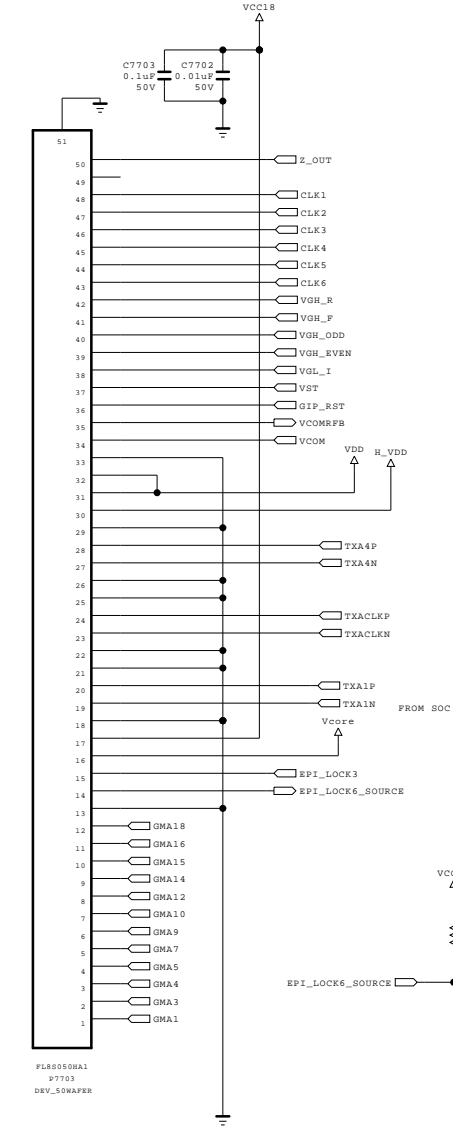 VCC18
C7703 C7702
0.1uF 0.01uF
50V 50V
51
50 Z_OUT
49
48 CLK1
47 CLK2
46 CLK3
45 CLK4
44 CLK5
43 CLK6
42 VGH_R
41 VGH_F
40 VGH_ODD
39 VGH_EVEN
38 VGL_I
37 VST
36 GIP_RST
35 VCOMRFB
34 VCOM
VDD H_VDD
33
32
31
30
29
28 TXA4P
27 TXA4N
26
25
24 TXACLKP
23 TXACLKN
22
21
20 TXA1P
19 TXA1N FROM SOC
18 Vcore
17
16
15 EPI_LOCK3
14 EPI_LOCK6_SOURCE
13
12 GMA18
11 GMA16
10 GMA15
9 GMA14
8 GMA12
7 GMA10
6 GMA9
5 GMA7
4 GMA5
3 GMA4
2 GMA3
1 GMA1
EPI_LOCK6_SOURCE
FL8S050HA1
P7703
DEV_50WAFER